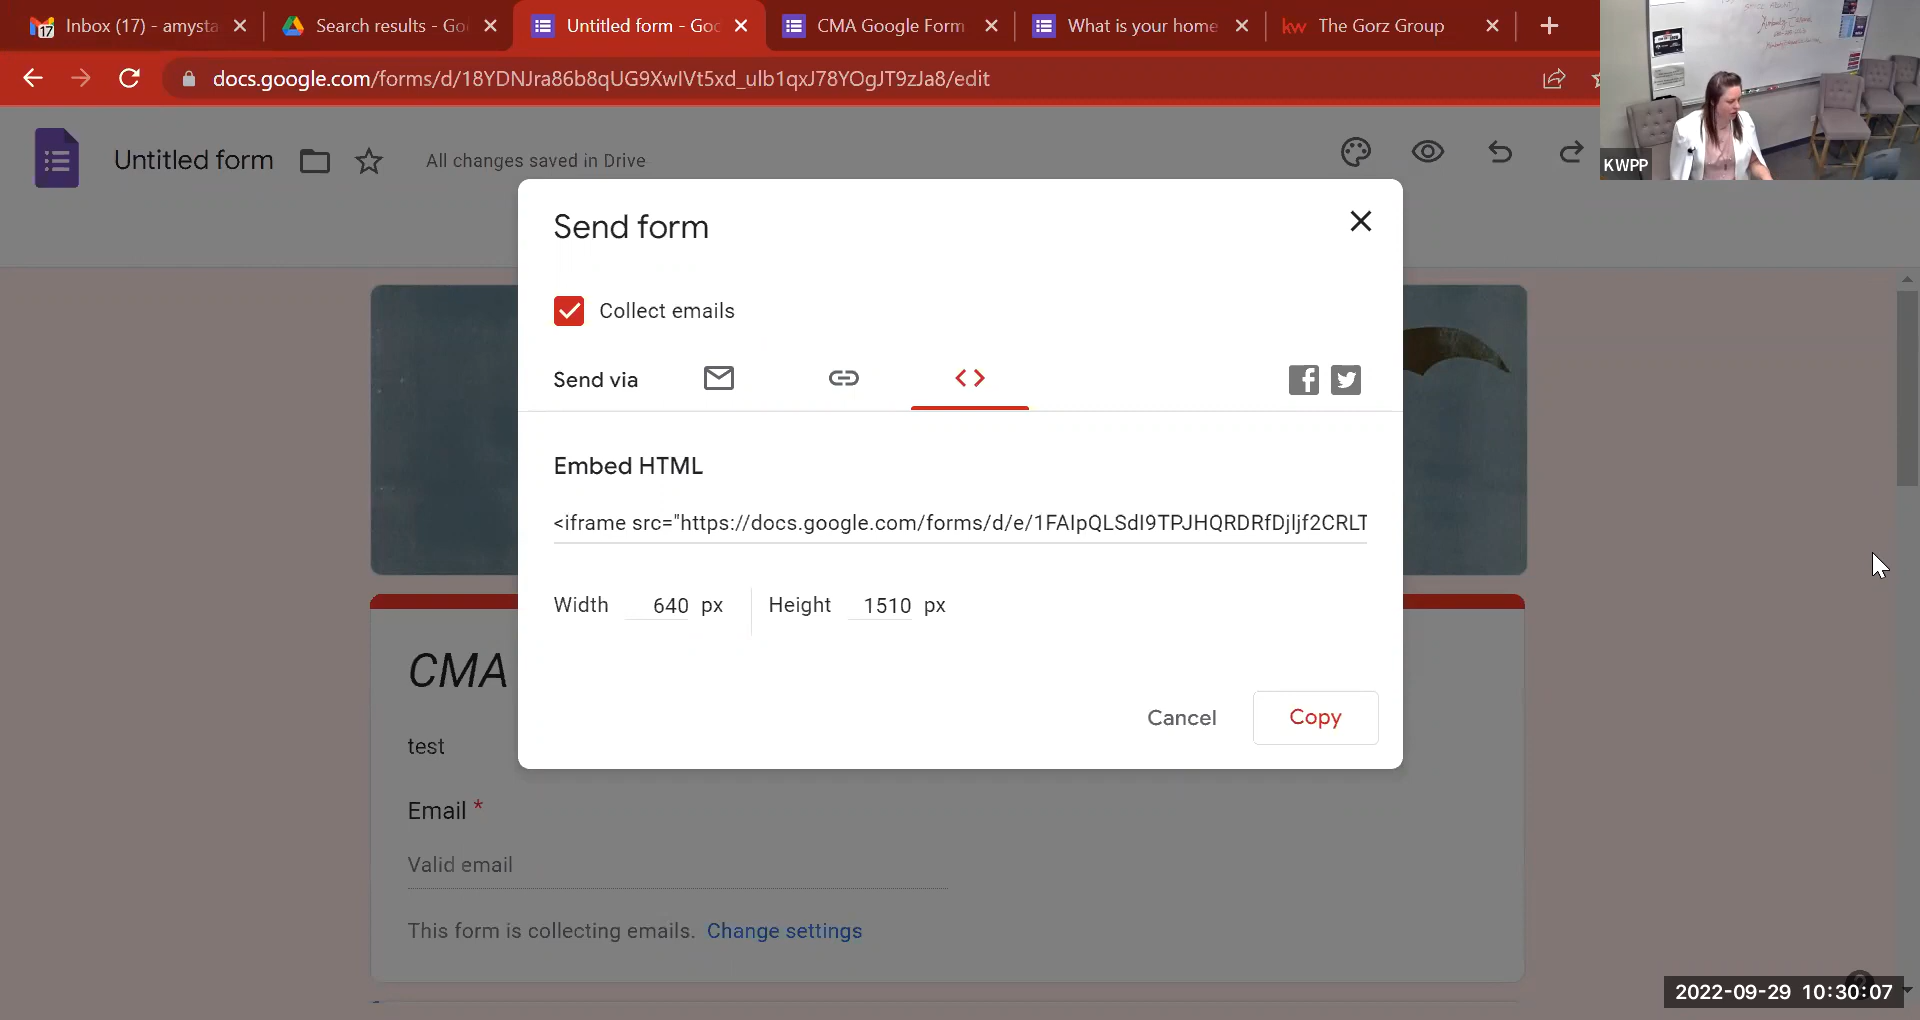 Inbox (17) - amysta
Search results - Go
Untitled form - Goo
CMA Google Form
What is your home
kw The Gorz Group
docs.google.com/forms/d/18YDNJra86b8qUG9XwIVt5xd_ulb1qxJ78YOgJT9zJa8/edit
KWPP
Untitled form
All changes saved in Drive
Send form
Collect emails
Send via
Embed HTML
<iframe src="https://docs.google.com/forms/d/e/1FAIpQLSdI9TPJHQRDRfDjljf2CRLT
Width 640 px Height 1510 px
CMA
Cancel Copy
test
Email *
Valid email
This form is collecting emails. Change settings
2022-09-29 10:30:07